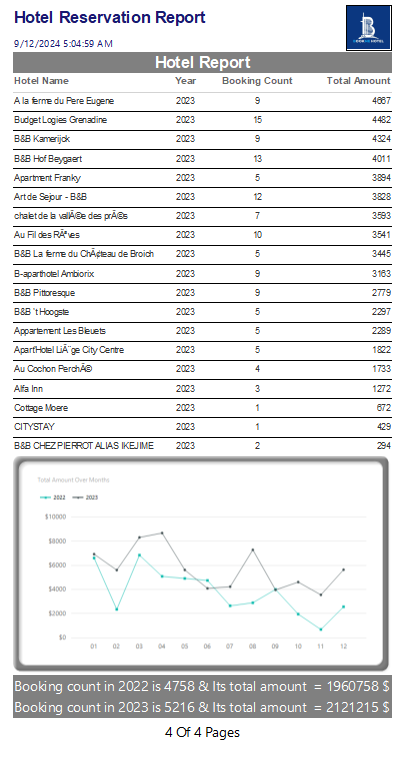 Hotel Reservation Report
9/12/2024 5:04:59 AM
Hotel Report
Hotel Name Year Booking Count Total Amount
A la ferme du Pere Eugene 2023 9 4667
Budget Logies Grenadine 2023 15 4482
B&B Kamerijck 2023 9 4324
B&B Hof Beygaert 2023 13 4011
Apartment Franky 2023 5 3894
Art de Sejour - B&B 2023 12 3828
chalet de la vallÃ©e des prÃ©s 2023 7 3593
Au Fil des RÃªves 2023 10 3541
B&B La ferme du ChÃ¢teau de Broich 2023 5 3445
B-aparthotel Ambiorix 2023 9 3163
B&B Pittoresque 2023 9 2779
B&B 't Hoogste 2023 5 2297
Appartement Les Bleuets 2023 5 2289
Apart'Hotel LiÃ¨ge City Centre 2023 5 1822
Au Cochon PerchÃ© 2023 4 1733
Alfa Inn 2023 3 1272
Cottage Moere 2023 1 672
CITYSTAY 2023 1 429
B&B CHEZ PIERROT ALIAS IKEJIME 2023 2 294
Total Amount Over Months
2022 2023
$10000
$8000
$6000
$4000
$2000
$0
01 02 03 04 05 06 07 08 09 10 11 12
Booking count in 2022 is 4758 & Its total amount = 1960758 $
Booking count in 2023 is 5216 & Its total amount = 2121215 $
4 Of 4 Pages